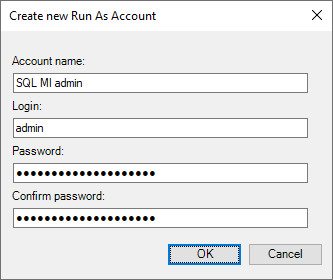 Create new Run As Account
Account name:
SQL MI admin
Login:
admin
Password:
●●●●●●●●●●●●●●●●●●●●
Confirm password:
●●●●●●●●●●●●●●●●●●●●
OK Cancel